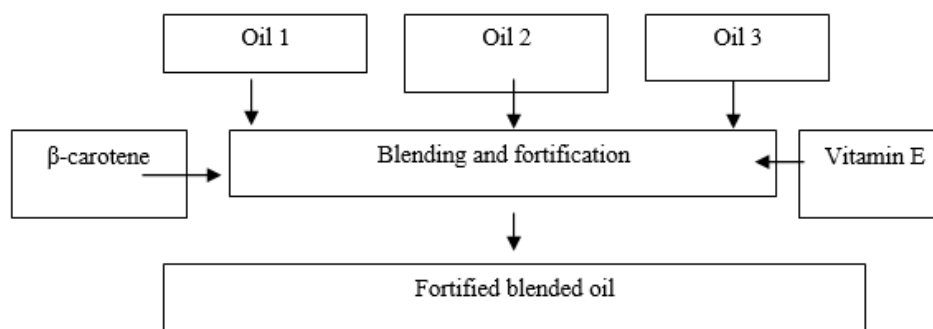 Oil 1
Oil 2
Oil 3
β-carotene
Blending and fortification
Vitamin E
Fortified blended oil